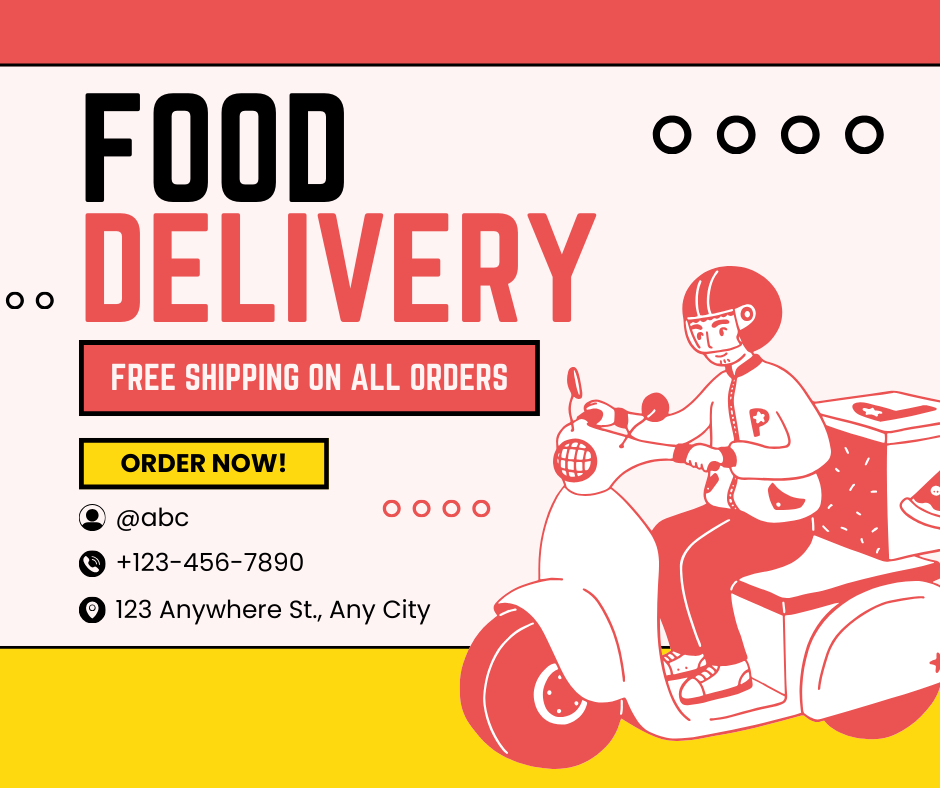 FOOD
DELIVERY
FREE SHIPPING ON ALL ORDERS
ORDER NOW!
@abc
+123-456-7890
123 Anywhere St., Any City
P